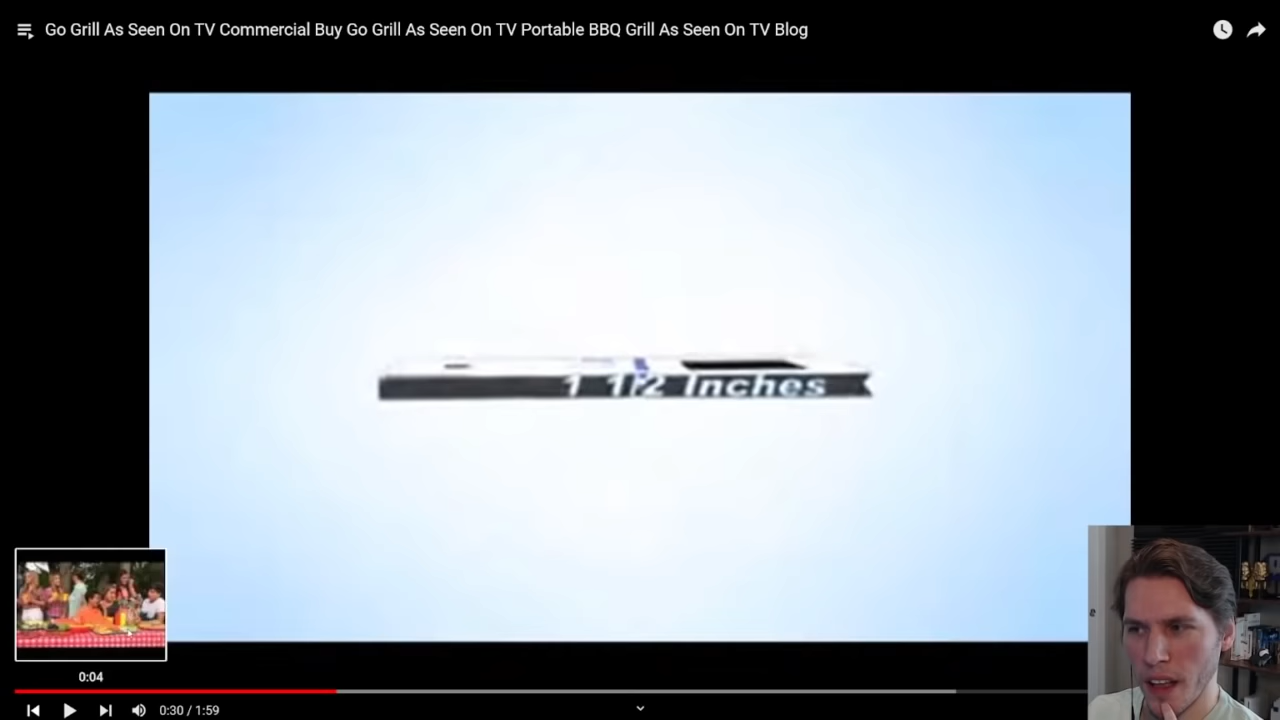 Go Grill As Seen On TV Commercial Buy Go Grill As Seen On TV Portable BBQ Grill As Seen On TV Blog
1 1/2 Inches
0:04
0:30 / 1:59